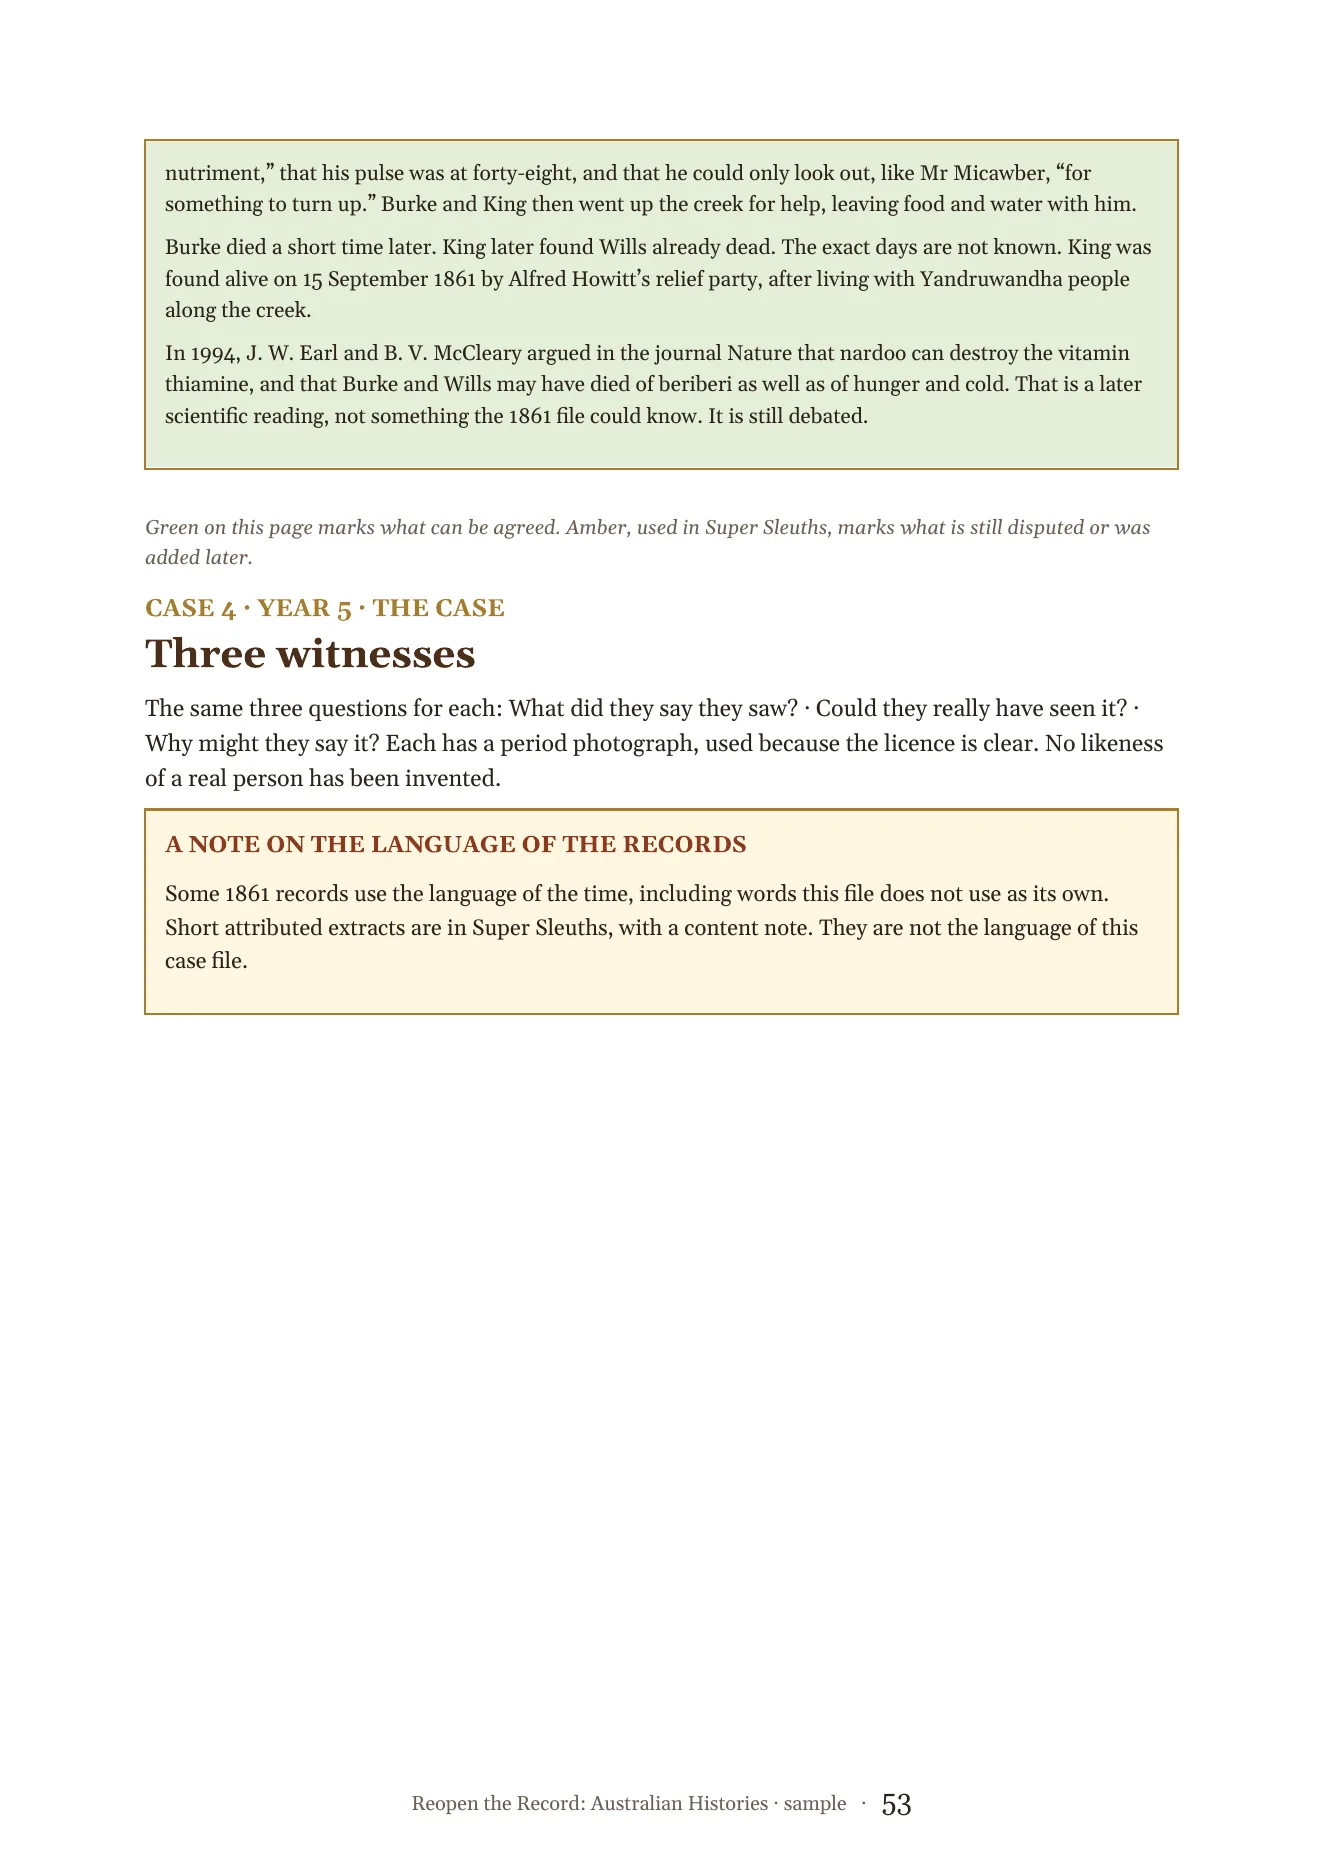 nutriment,” that his pulse was at forty-eight, and that he could only look out, like Mr Micawber, “for
something to turn up.” Burke and King then went up the creek for help, leaving food and water with him.
Burke died a short time later. King later found Wills already dead. The exact days are not known. King was
found alive on 15 September 1861 by Alfred Howitt’s relief party, after living with Yandruwandha people
along the creek.
In 1994, J. W. Earl and B. V. McCleary argued in the journal Nature that nardoo can destroy the vitamin
thiamine, and that Burke and Wills may have died of beriberi as well as of hunger and cold. That is a later
scientific reading, not something the 1861 file could know. It is still debated.
Green on this page marks what can be agreed. Amber, used in Super Sleuths, marks what is still disputed or was
added later.
CASE 4 · YEAR 5 · THE CASE
Three witnesses
The same three questions for each: What did they say they saw? · Could they really have seen it? ·
Why might they say it? Each has a period photograph, used because the licence is clear. No likeness
of a real person has been invented.
A NOTE ON THE LANGUAGE OF THE RECORDS
Some 1861 records use the language of the time, including words this file does not use as its own.
Short attributed extracts are in Super Sleuths, with a content note. They are not the language of this
case file.
Reopen the Record: Australian Histories · sample · 53